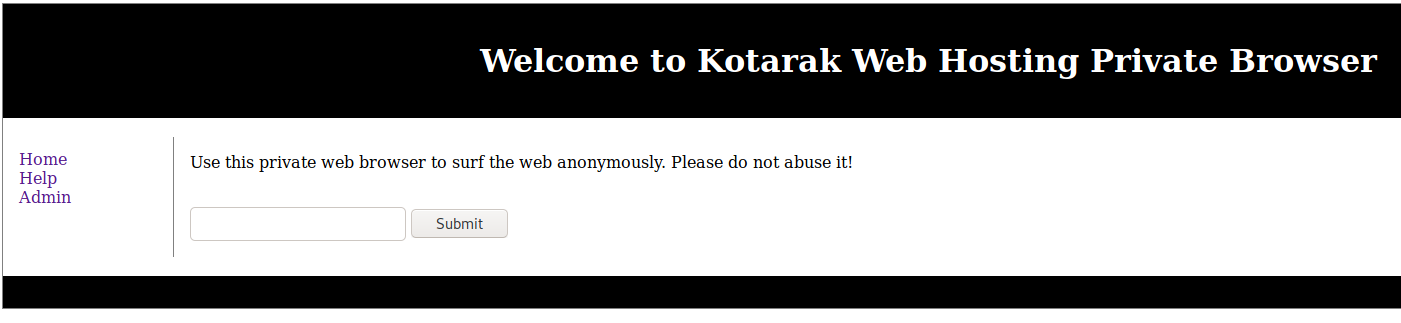 Welcome to Kotarak Web Hosting Private Browser
Home
Help
Admin
Use this private web browser to surf the web anonymously. Please do not abuse it!
Submit